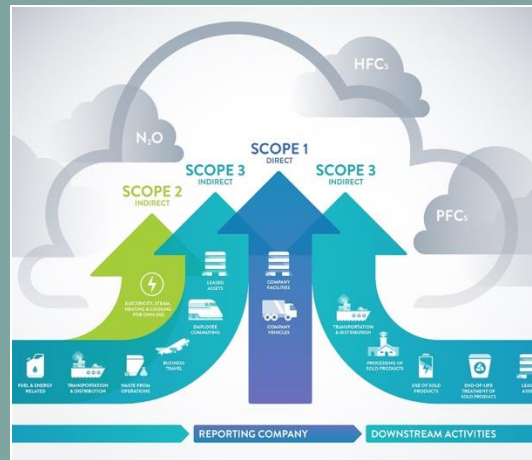 HFCs
N₂O
PFCs
SCOPE 1
DIRECT
SCOPE 3
INDIRECT
SCOPE 3
INDIRECT
SCOPE 2
INDIRECT
ELECTRICITY, STEAM,
HEATING & COOLING
FOR OWN USE
LEASED
ASSETS
COMPANY
FACILITIES
EMPLOYEE
COMMUTING
COMPANY
VEHICLES
TRANSPORTATION
& DISTRIBUTION
BUSINESS
TRAVEL
PROCESSING OF
SOLD PRODUCTS
FUEL & ENERGY
RELATED
TRANSPORTATION
& DISTRIBUTION
WASTE FROM
OPERATIONS
USE OF SOLD
PRODUCTS
END-OF-LIFE
TREATMENT OF
SOLD PRODUCTS
REPORTING COMPANY
DOWNSTREAM ACTIVITIES